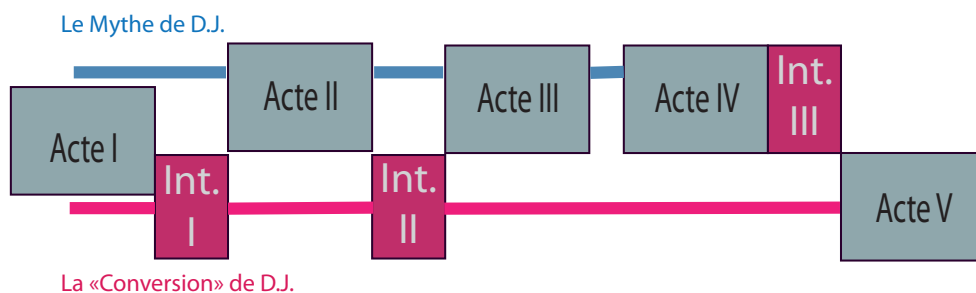 Le Mythe de D.J.
Acte I
Int.
I
Acte II
Int.
II
Acte III
Acte IV
Int.
III
Acte V
La «Conversion» de D.J.